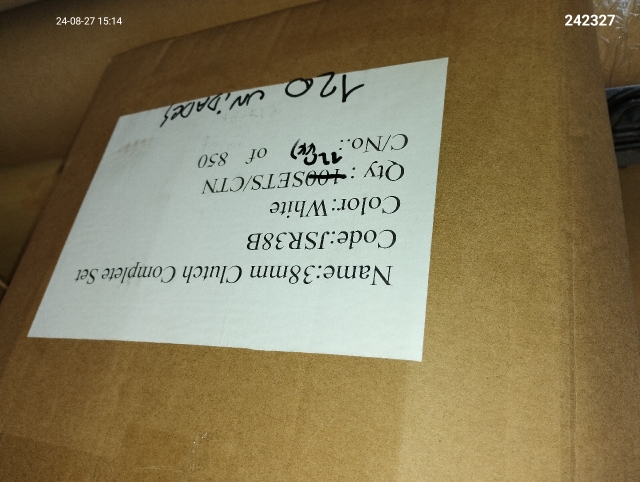 24-08-27 15:14
242327
Name:38mm Clutch Complete Set
Code:JSR38B
Color:White
Qty :100SETS/CTN
C/No.: of 850
120 UNiDADES